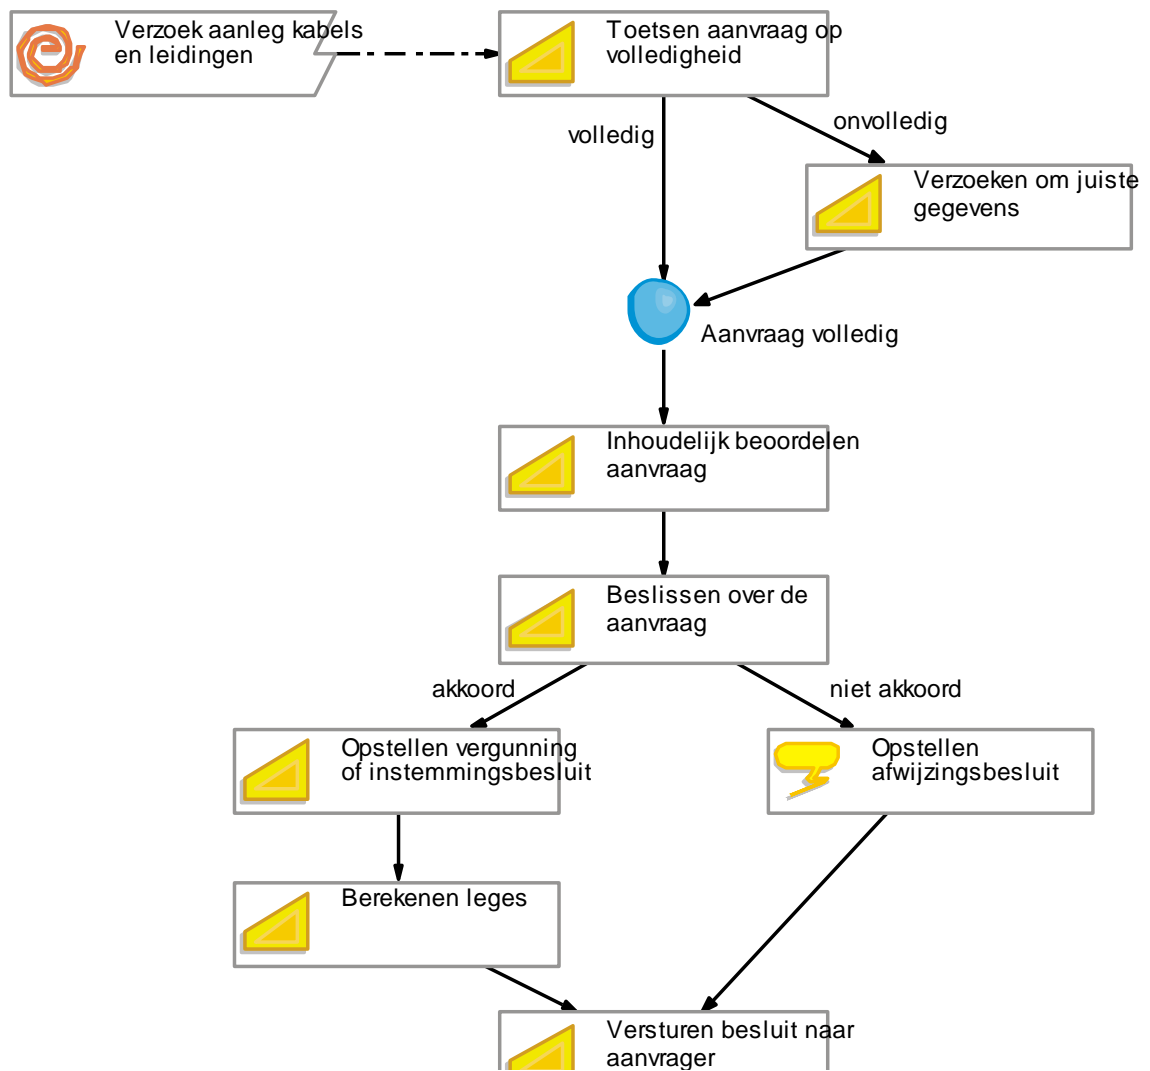 Verzoek aanleg kabels
en leidingen
Toetsen aanvraag op
volledigheid
volledig
onvolledig
Verzoeken om juiste
gegevens
Aanvraag volledig
Inhoudelijk beoordelen
aanvraag
Beslissen over de
aanvraag
akkoord
niet akkoord
Opstellen vergunning
of instemmingsbesluit
Opstellen
afwijzingsbesluit
Berekenen leges
Versturen besluit naar
aanvrager